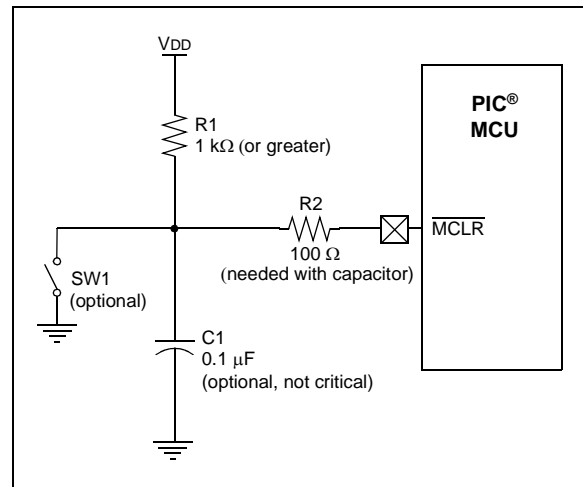 VDD
R1
1 kΩ (or greater)
PIC®
MCU
R2
100 Ω
(needed with capacitor)
MCLR
SW1
(optional)
C1
0.1 μF
(optional, not critical)